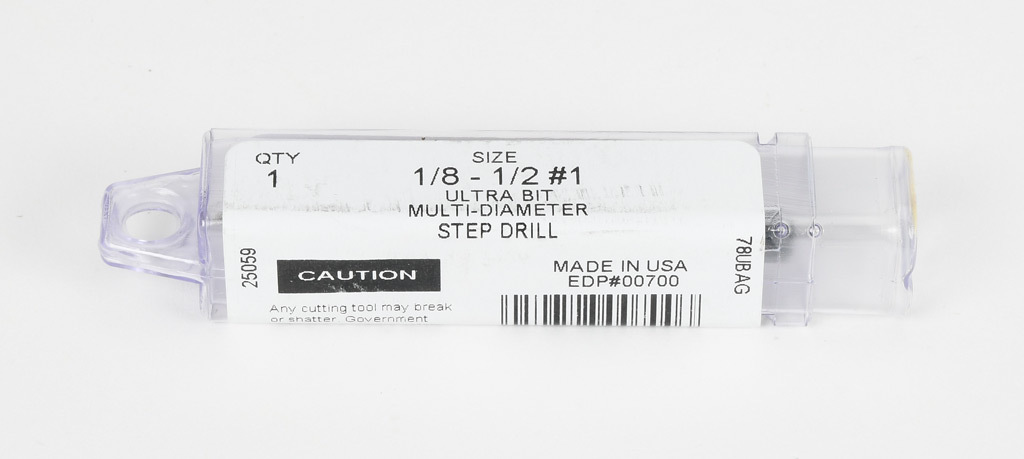 QTY
1
SIZE
1/8 - 1/2 #1
ULTRA BIT
MULTI-DIAMETER
STEP DRILL
25059
CAUTION
Any cutting tool may break
or shatter. Government
MADE IN USA
EDP#00700
78UBAG